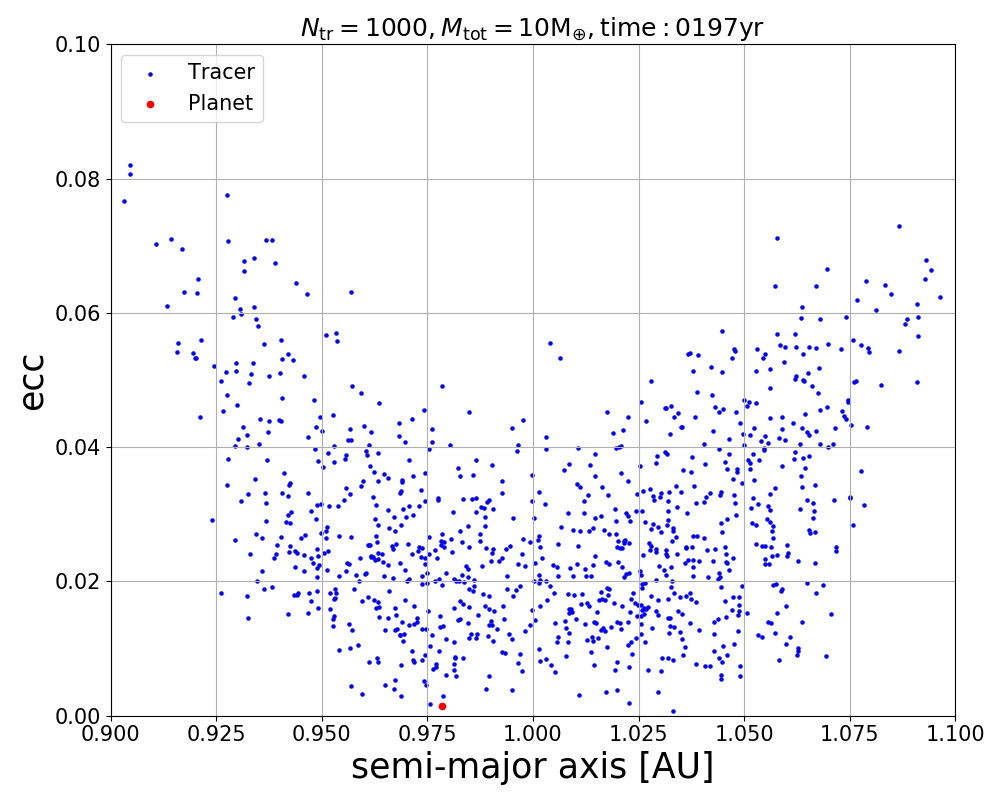 N_tr = 1000, M_tot = 10M_⊕, time : 0197yr
Tracer
Planet
ecc
0.10
0.08
0.06
0.04
0.02
0.00
0.900 0.925 0.950 0.975 1.000 1.025 1.050 1.075 1.100
semi-major axis [AU]